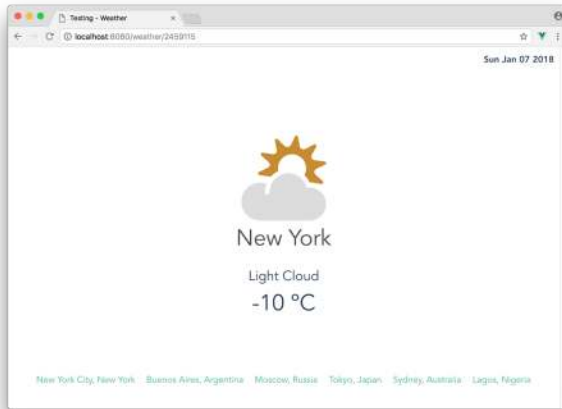 Testing - Weather
localhost:8080/weather/2459115
Sun Jan 07 2018
New York
Light Cloud
-10 °C
New York City, New York Buenos Aires, Argentina Moscow, Russia Tokyo, Japan Sydney, Australia Lagos, Nigeria